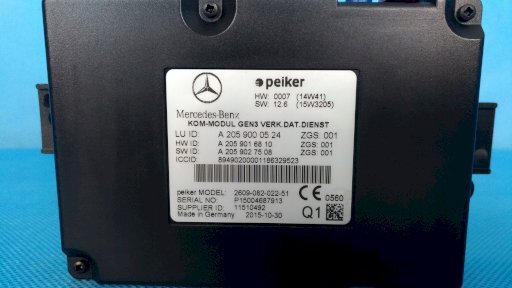 peiker
HW: 0007 (14W41)
SW: 12.6 (15W3205)
Mercedes-Benz
KOM-MODUL GEN3 VERK.DAT.DIENST
LU ID: A 205 900 05 24 ZGS: 001
HW ID: A 205 901 68 10 ZGS: 001
SW ID: A 205 902 75 08 ZGS: 001
ICCID: 89490200001186329523
peiker MODEL: 2609-082-022-51
SERIAL NO: P15004687913
SUPPLIER ID: 11510492
Made in Germany 2015-10-30
CE 0560
Q1